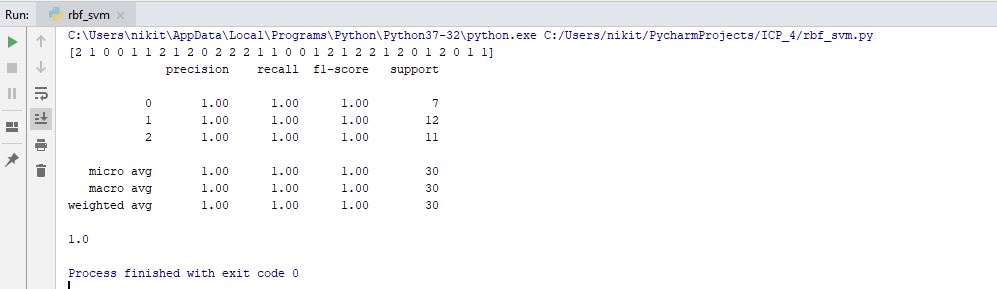 Run: rbf_svm
C:\Users\nikit\AppData\Local\Programs\Python\Python37-32\python.exe C:/Users/nikit/PycharmProjects/ICP_4/rbf_svm.py
[2 1 0 0 1 1 2 1 2 0 2 2 2 1 1 0 0 1 2 1 2 2 1 2 0 1 2 0 1 1]
precision recall f1-score support
0 1.00 1.00 1.00 7
1 1.00 1.00 1.00 12
2 1.00 1.00 1.00 11
micro avg 1.00 1.00 1.00 30
macro avg 1.00 1.00 1.00 30
weighted avg 1.00 1.00 1.00 30
1.0
Process finished with exit code 0